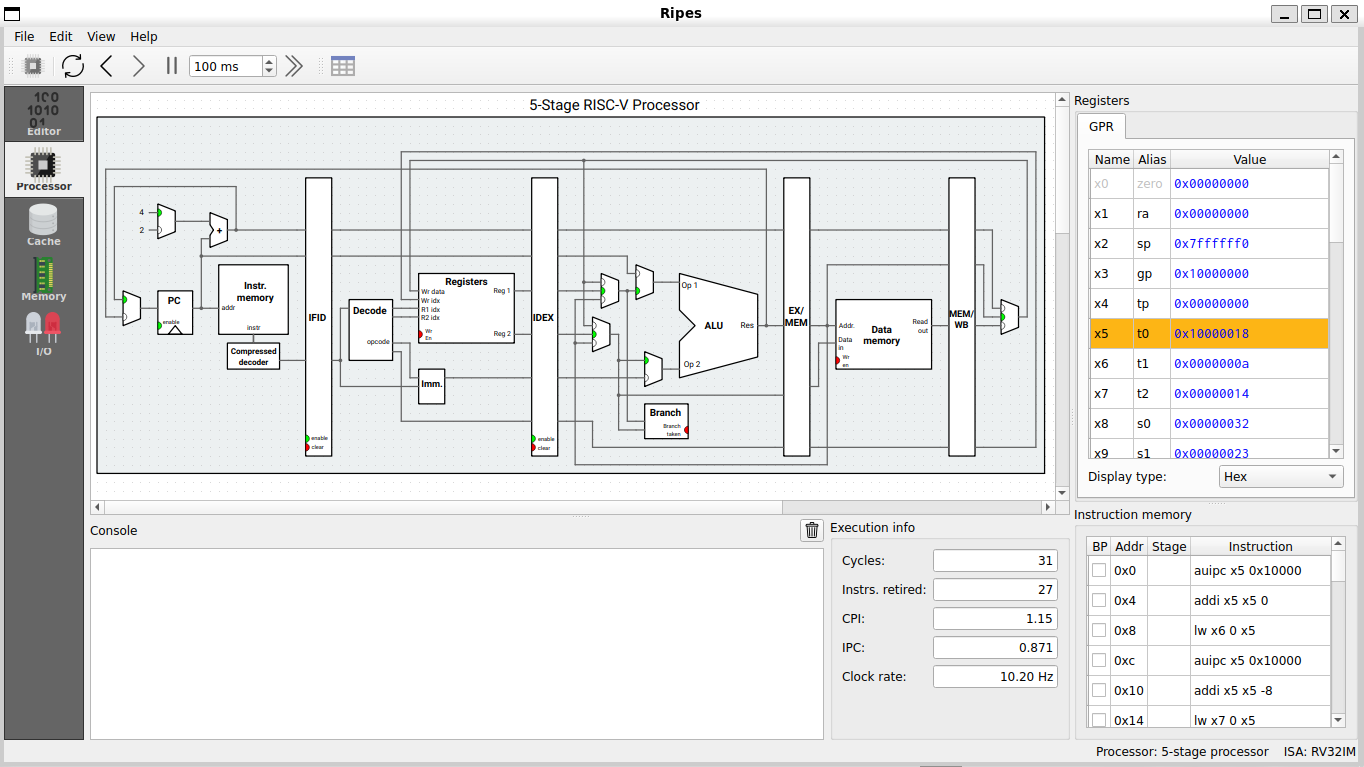 Ripes
File Edit View Help
100 ms
100
1010
01
Editor
Processor
Cache
Memory
I/O
5-Stage RISC-V Processor
4
2
+
PC
enable
Instr.
memory
addr
instr
Compressed
decoder
IFID
enable
clear
Decode
opcode
Registers
Wr data
Wr idx
R1 idx
R2 idx
Wr
En
Reg 1
Reg 2
Imm.
IDEX
enable
clear
Op 1
ALU
Res
Op 2
Branch
Branch
taken
EX/
MEM
Addr.
Data
in
Wr
en
Data
memory
Read
out
MEM/
WB
Registers
GPR
Name Alias Value
x0 zero 0x00000000
x1 ra 0x00000000
x2 sp 0x7ffffff0
x3 gp 0x10000000
x4 tp 0x00000000
x5 t0 0x10000018
x6 t1 0x0000000a
x7 t2 0x00000014
x8 s0 0x00000032
x9 s1 0x00000023
Display type: Hex
Console
Execution info
Cycles: 31
Instrs. retired: 27
CPI: 1.15
IPC: 0.871
Clock rate: 10.20 Hz
Instruction memory
BP Addr Stage Instruction
0x0 auipc x5 0x10000
0x4 addi x5 x5 0
0x8 lw x6 0 x5
0xc auipc x5 0x10000
0x10 addi x5 x5 -8
0x14 lw x7 0 x5
Processor: 5-stage processor ISA: RV32IM